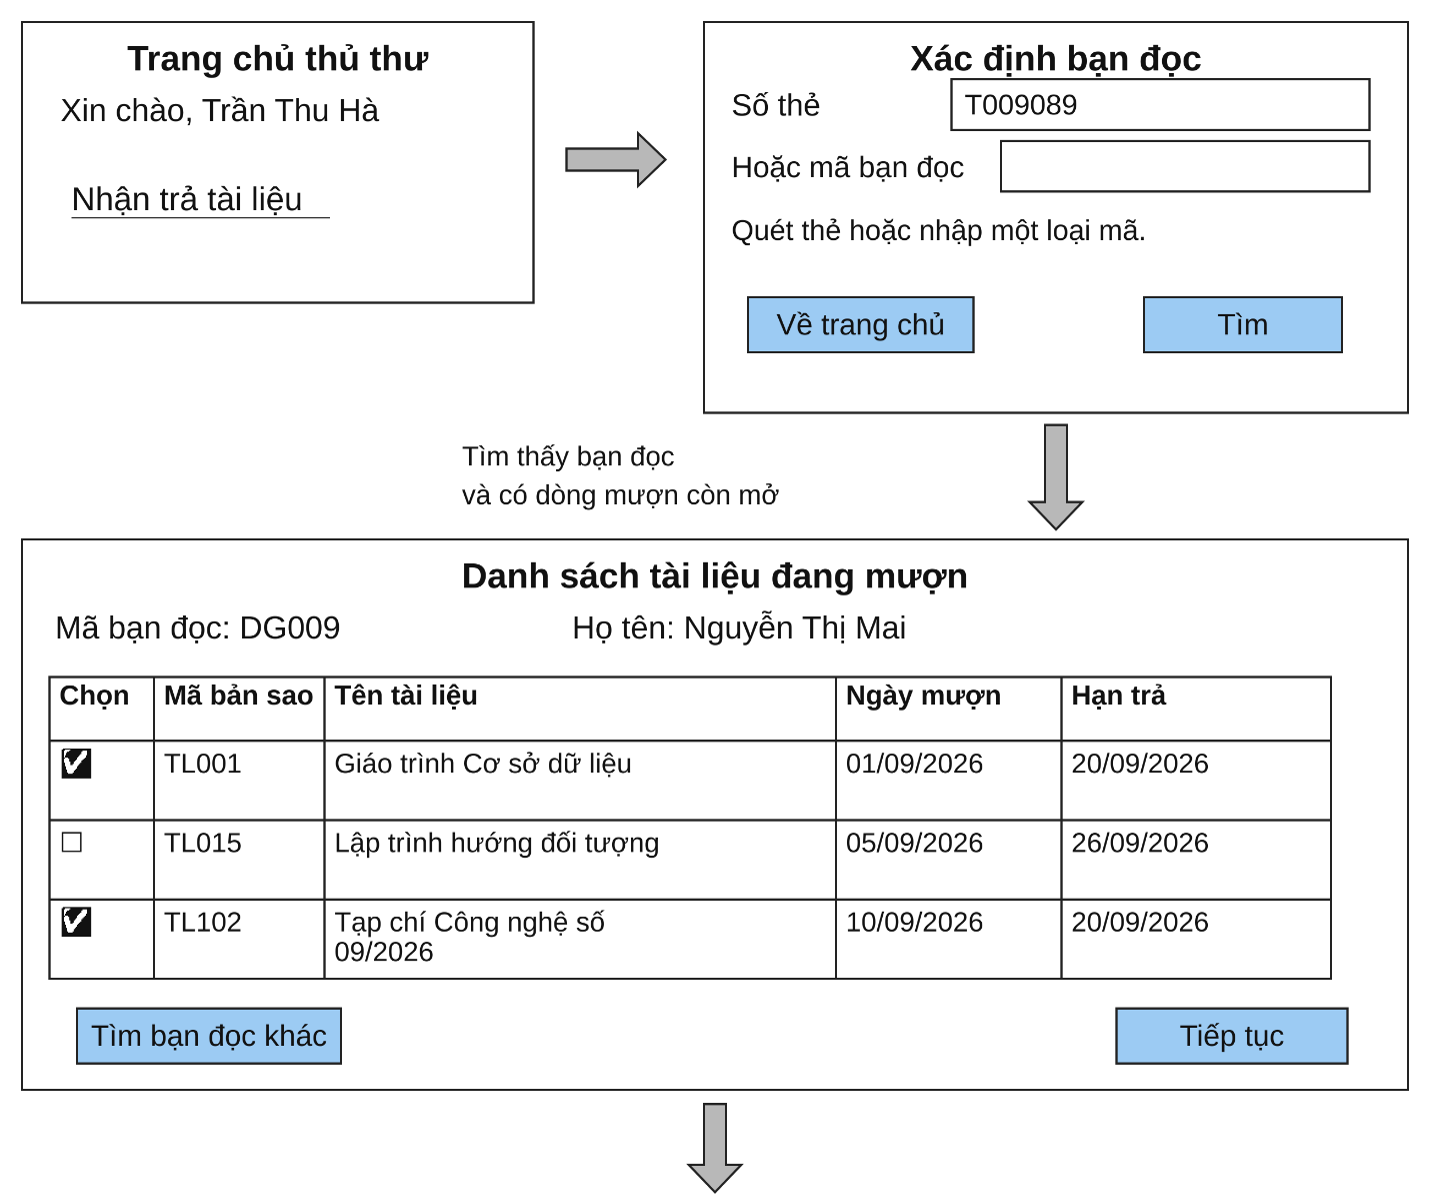 Trang chủ thủ thư
Xin chào, Trần Thu Hà
Nhận trả tài liệu
Xác định bạn đọc
Số thẻ T009089
Hoặc mã bạn đọc
Quét thẻ hoặc nhập một loại mã.
Về trang chủ Tìm
Tìm thấy bạn đọc
và có dòng mượn còn mở
Danh sách tài liệu đang mượn
Mã bạn đọc: DG009 Họ tên: Nguyễn Thị Mai
Chọn Mã bản sao Tên tài liệu Ngày mượn Hạn trả
TL001 Giáo trình Cơ sở dữ liệu 01/09/2026 20/09/2026
TL015 Lập trình hướng đối tượng 05/09/2026 26/09/2026
TL102 Tạp chí Công nghệ số 10/09/2026 20/09/2026
09/2026
Tìm bạn đọc khác Tiếp tục